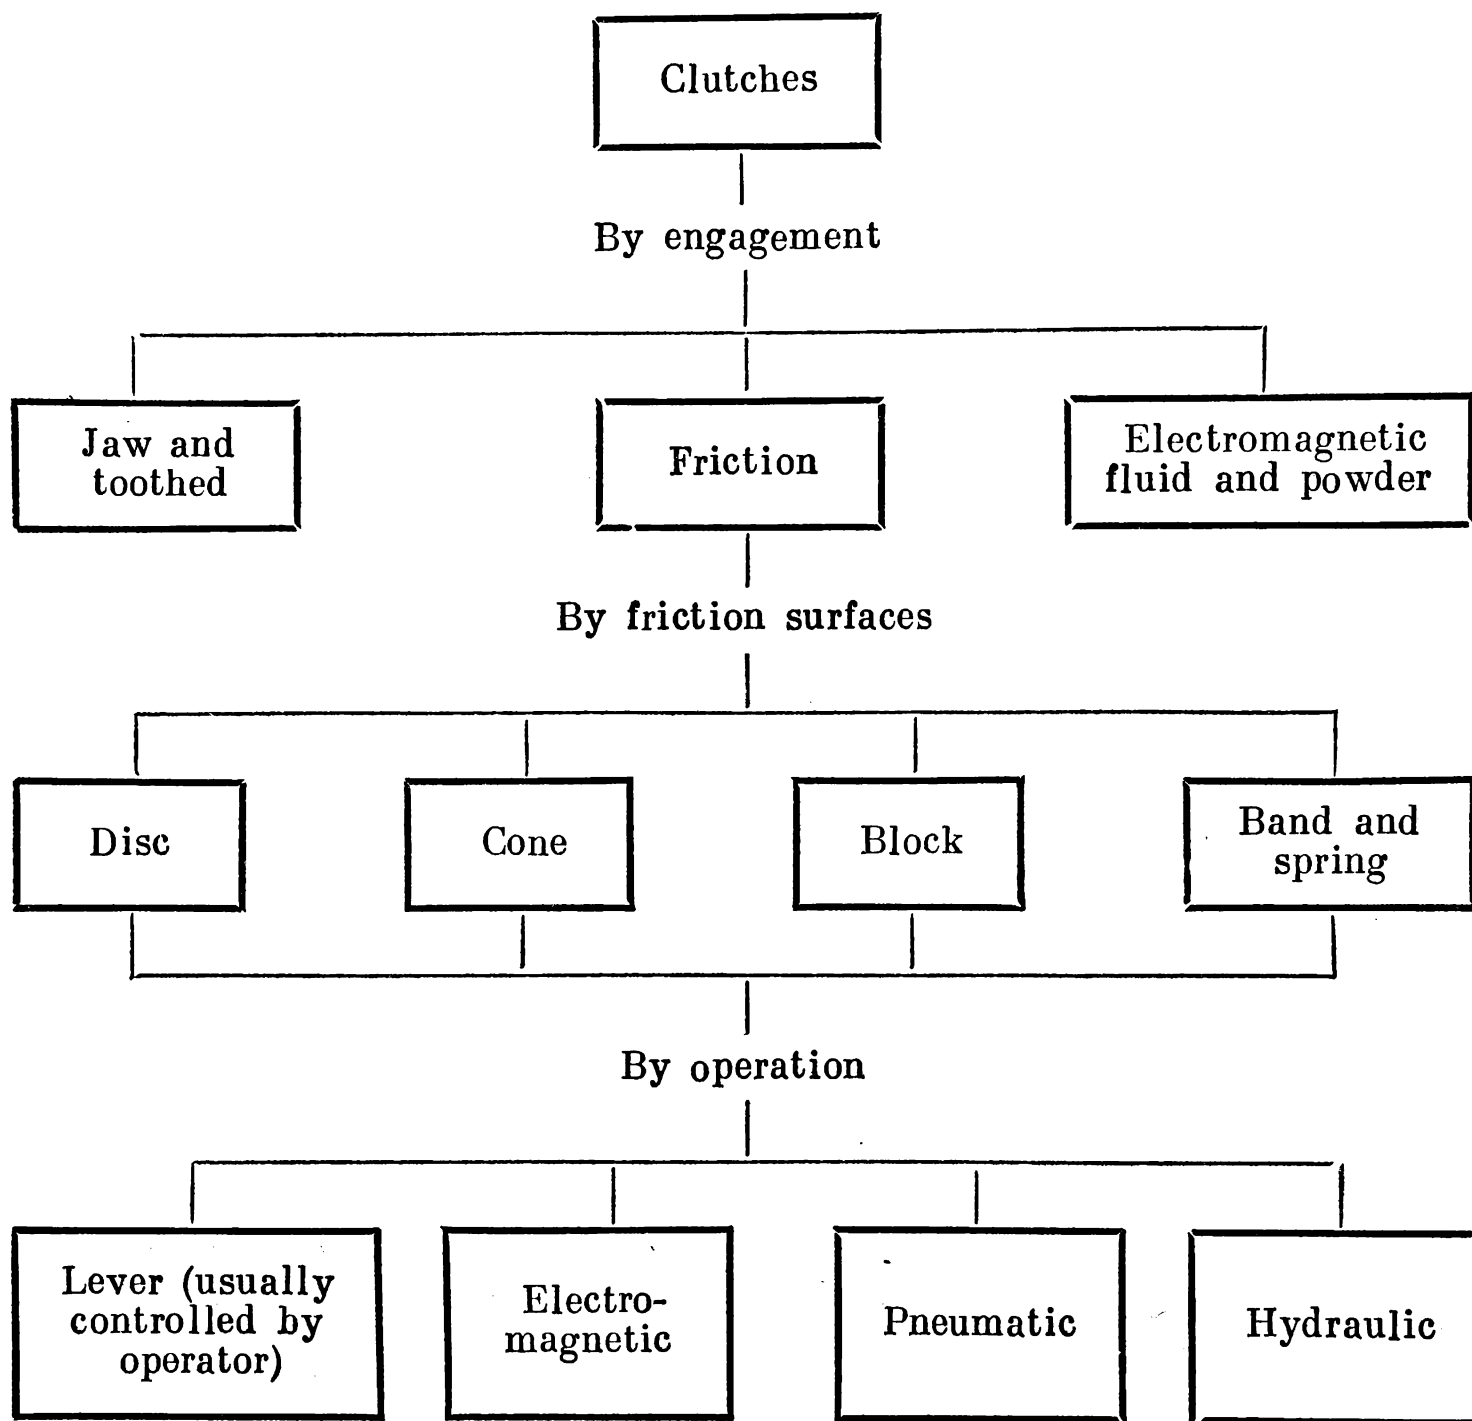 Clutches
By engagement
Jaw and
toothed
Friction
Electromagnetic
fluid and powder
By friction surfaces
Disc
Cone
Block
Band and
spring
By operation
Lever (usually
controlled by
operator)
Electro-
magnetic
Pneumatic
Hydraulic